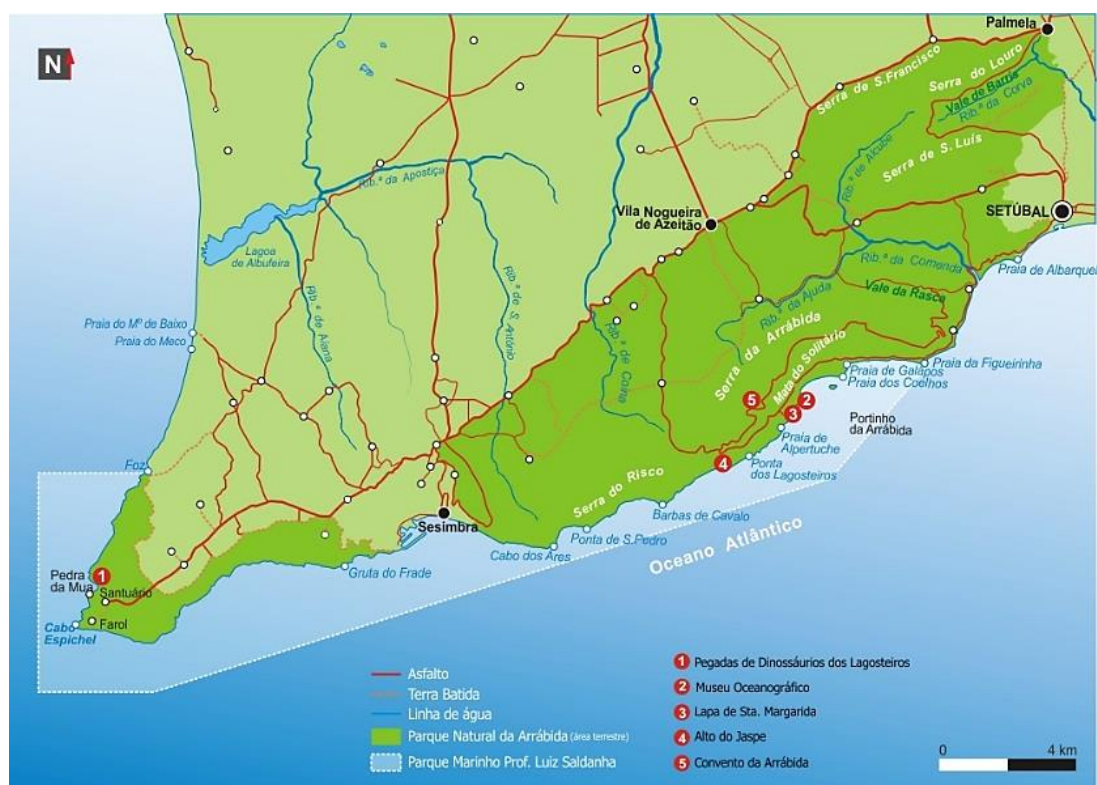 N
Palmela
Serra de S.Francisco
Serra do Louro
Vale de Barris
Rib.ª da Corva
Serra de S. Luís
Rib.ª de Alcube
Rib.ª da Apostiça
Vila Nogueira
de Azeitão
SETÚBAL
Lagoa
de Albufeira
Rib.ª da Comenda
Praia de Albarquel
Rib.ª de Aiana
Rib.ª de S. António
Rib.ª da Ajuda
Vale da Rasca
Rib.ª de Coina
Praia do Mº de Baixo
Praia do Meco
Serra da Arrábida
Mata do Solitário
Praia da Figueirinha
Praia de Galapos
Praia dos Coelhos
5
2
3
Portinho
da Arrábida
Praia de
Alpertuche
4
Ponta
dos Lagosteiros
Foz
Serra do Risco
Barbas de Cavalo
Sesimbra
Ponta de S.Pedro
Cabo dos Ares
Oceano Atlântico
Gruta do Frade
Pedra
da Mua
1
Santuário
Farol
Cabo
Espichel
Asfalto
Terra Batida
Linha de água
Parque Natural da Arrábida (área terrestre)
Parque Marinho Prof. Luiz Saldanha
1 Pegadas de Dinossáurios dos Lagosteiros
2 Museu Oceanográfico
3 Lapa de Sta. Margarida
4 Alto do Jaspe
5 Convento da Arrábida
0 4 km